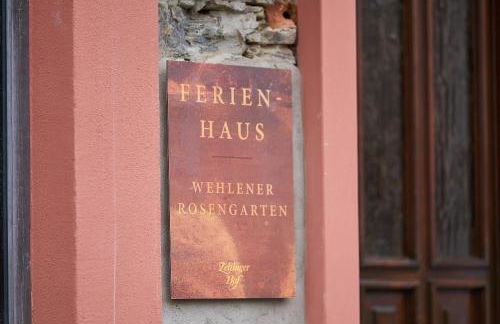 FERIEN-
HAUS
WEHLENER
ROSENGARTEN
Zeltinger
Hof